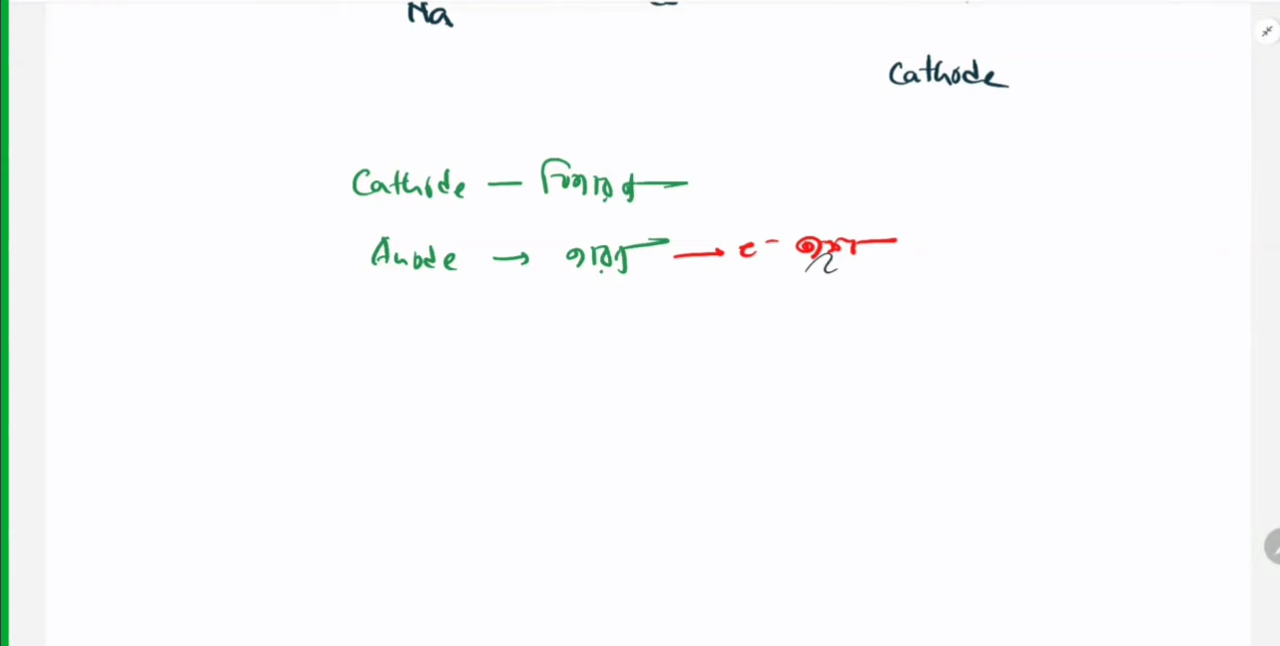 Na
Cathode
Cathode — বিজারণ
Anode → জারণ → e⁻